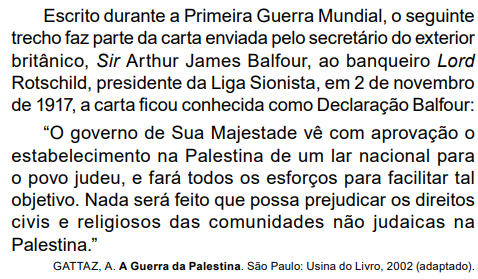 Escrito durante a Primeira Guerra Mundial, o seguinte
trecho faz parte da carta enviada pelo secretário do exterior
britânico, Sir Arthur James Balfour, ao banqueiro Lord
Rotschild, presidente da Liga Sionista, em 2 de novembro
de 1917, a carta ficou conhecida como Declaração Balfour:
“O governo de Sua Majestade vê com aprovação o
estabelecimento na Palestina de um lar nacional para
o povo judeu, e fará todos os esforços para facilitar tal
objetivo. Nada será feito que possa prejudicar os direitos
civis e religiosos das comunidades não judaicas na
Palestina.”
GATTAZ, A. A Guerra da Palestina. São Paulo: Usina do Livro, 2002 (adaptado).